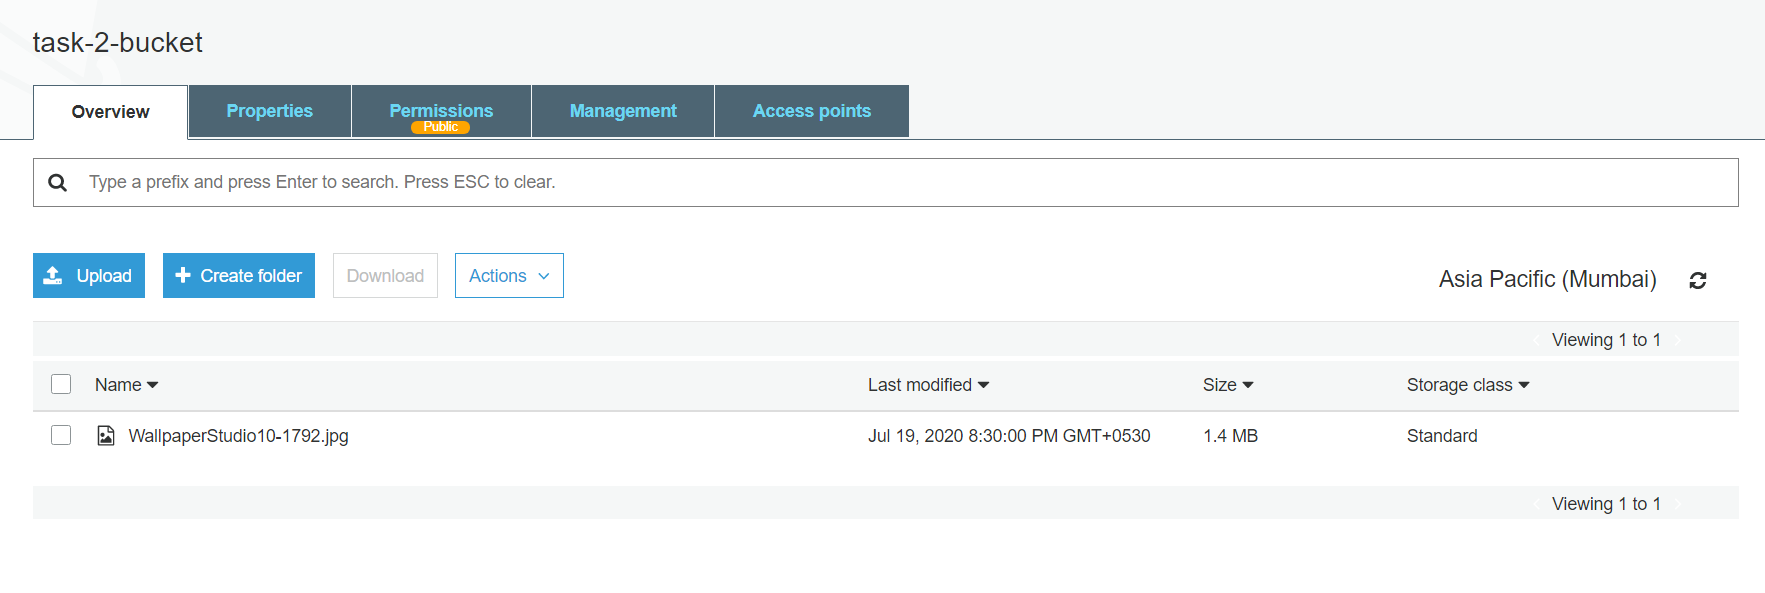 task-2-bucket
Overview Properties Permissions Management Access points
Public
Type a prefix and press Enter to search. Press ESC to clear.
Upload Create folder Download Actions Asia Pacific (Mumbai)
Viewing 1 to 1
Name Last modified Size Storage class
WallpaperStudio10-1792.jpg Jul 19, 2020 8:30:00 PM GMT+0530 1.4 MB Standard
Viewing 1 to 1